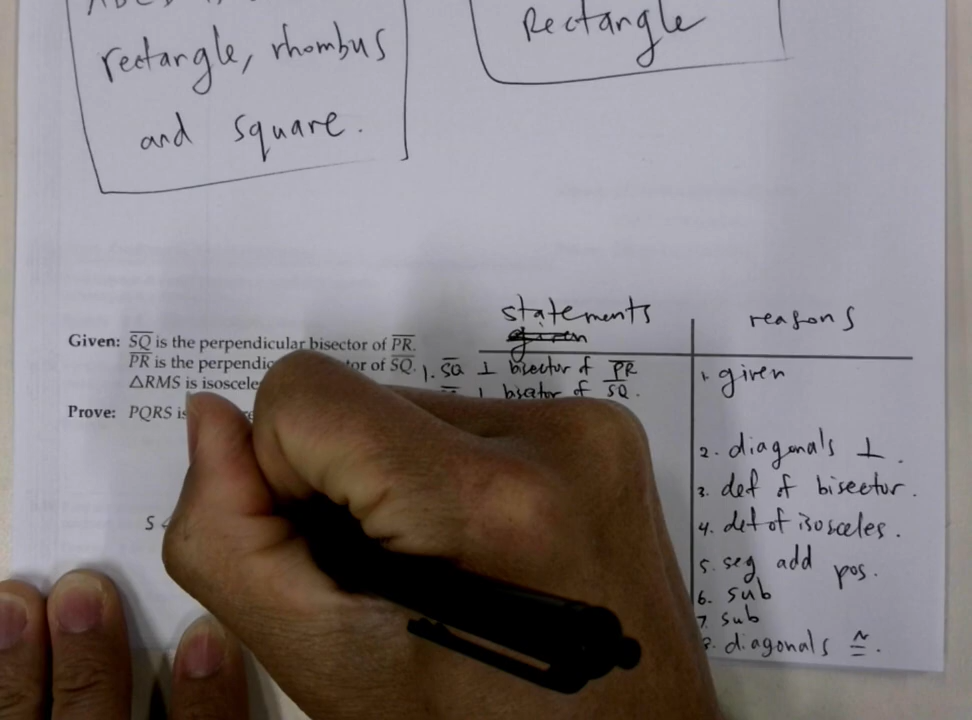 rectangle, rhombus
and square.
Rectangle
statements
reasons
Given: SQ is the perpendicular bisector of PR.
PR is the perpendic tor of SQ.
△RMS is isoscele
Prove: PQRS is
1. SQ ⊥ bisector of PR
⊥ bisector of SQ.
1. given
2. diagonals ⊥.
3. def of bisector.
4. def of isosceles.
5. seg add pos.
6. sub
7. sub
8. diagonals ≅.
S